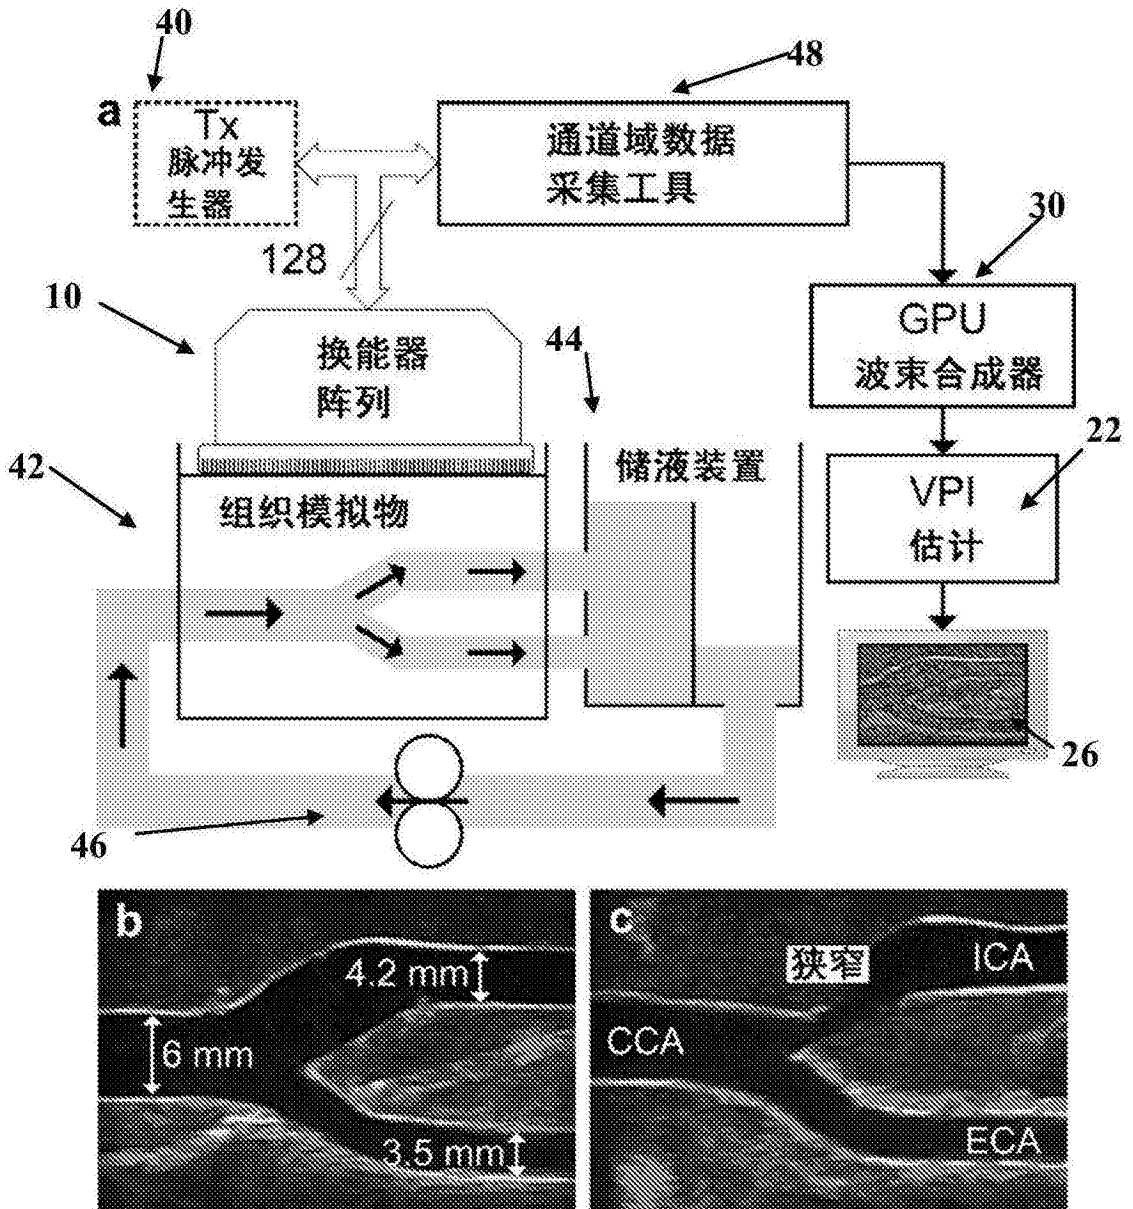 40
48
a
Tx
脉冲发
生器
通道域数据
采集工具
128
30
10
GPU
波束合成器
换能器
阵列
44
42
22
储液装置
VPI
估计
组织模拟物
26
46
b
4.2 mm
6 mm
3.5 mm
c
狭窄
ICA
CCA
ECA